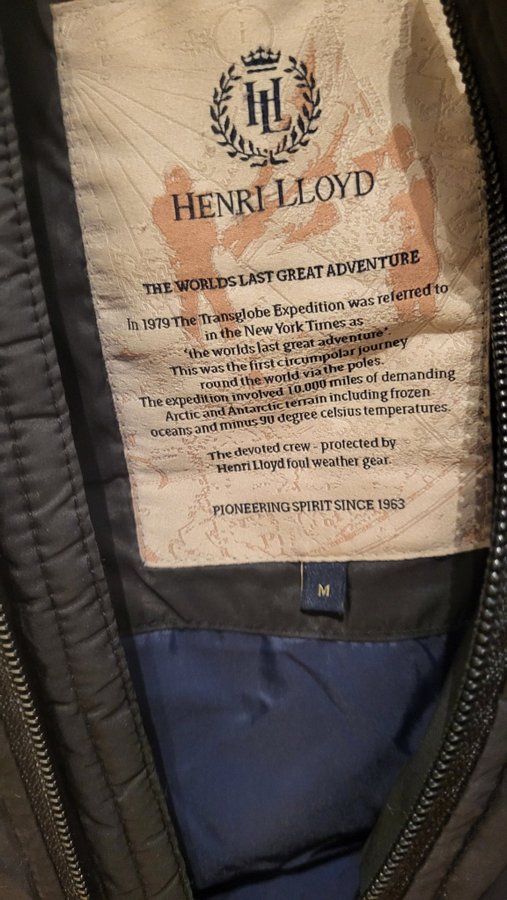 HL
HENRI LLOYD
THE WORLDS LAST GREAT ADVENTURE
In 1979 The Transglobe Expedition was referred to
in the New York Times as
'the worlds last great adventure'.
This was the first circumpolar journey
round the world via the poles.
The expedition involved 10.000 miles of demanding
Arctic and Antarctic terrain including frozen
oceans and minus 90 degree celsius temperatures.
The devoted crew - protected by
Henri Lloyd foul weather gear.
PIONEERING SPIRIT SINCE 1963
M